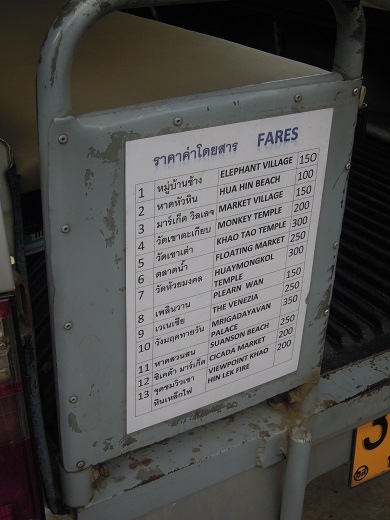 ราคาค่าโดยสาร FARES
1 หมู่บ้านช้าง ELEPHANT VILLAGE 150
2 หาดหัวหิน HUA HIN BEACH 100
3 มาร์เก็ต วิลเลจ MARKET VILLAGE 150
4 วัดเขาตะเกียบ MONKEY TEMPLE 200
5 วัดเขาเต่า KHAO TAO TEMPLE 300
6 ตลาดน้ำ FLOATING MARKET 250
7 วัดห้วยมงคล HUAYMONGKOL 300
TEMPLE
8 เพลินวาน PLEARN WAN 150
9 เวเนเซีย THE VENEZIA 250
10 วังมฤคทายวัน MRIGADAYAVAN 350
PALACE
11 หาดสวนสน SUANSON BEACH 250
12 ซิเคด้า มาร์เก็ต CICADA MARKET 200
13 จุดชมวิวเขา VIEWPOINT KHAO 200
หินเหล็กไฟ HIN LEK FIRE